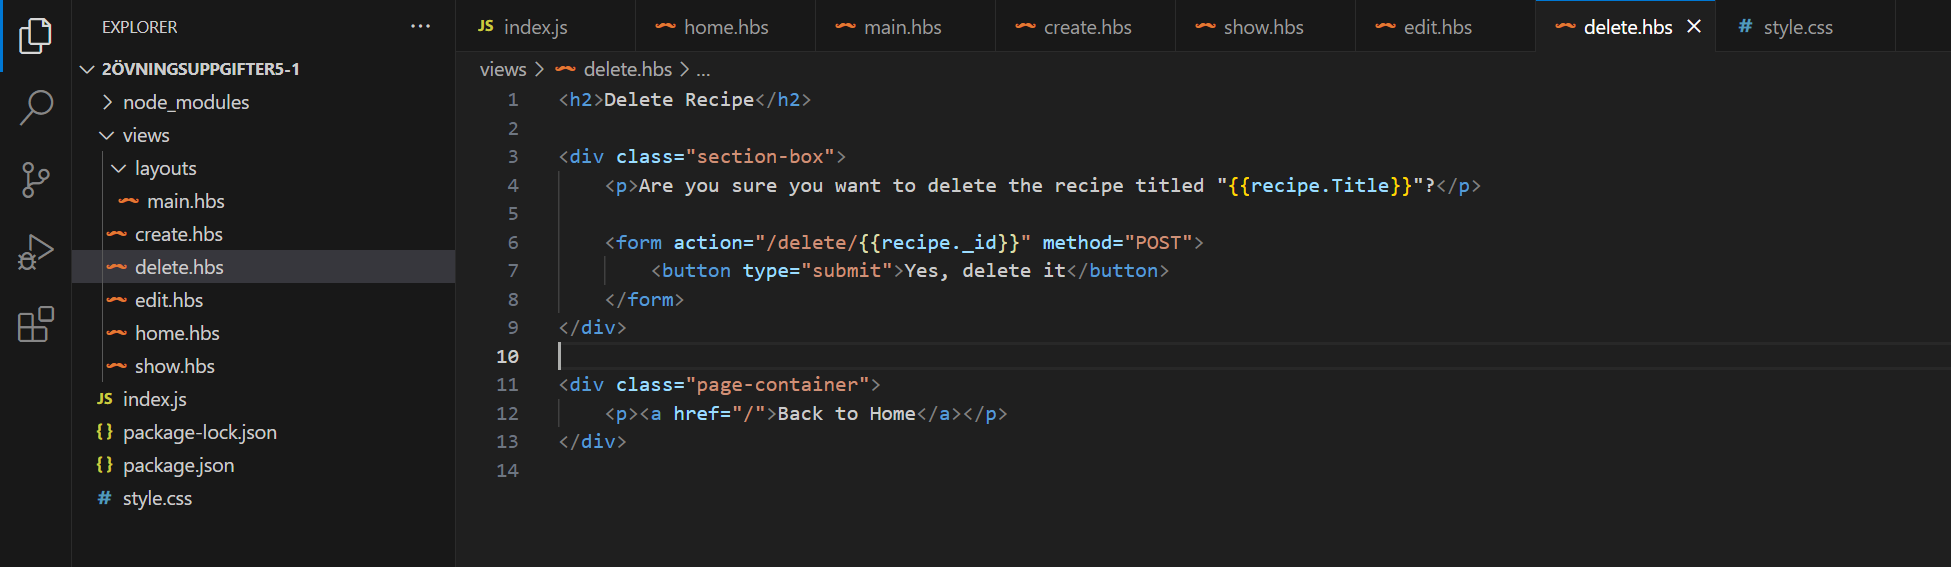 EXPLORER
2ÖVNINGSUPPGIFTER5-1
node_modules
views
layouts
main.hbs
create.hbs
delete.hbs
edit.hbs
home.hbs
show.hbs
JS index.js
{ } package-lock.json
{ } package.json
# style.css
JS index.js home.hbs main.hbs create.hbs show.hbs edit.hbs delete.hbs # style.css
views > delete.hbs > ...
1 <h2>Delete Recipe</h2>
2
3 <div class="section-box">
4 <p>Are you sure you want to delete the recipe titled "{{recipe.Title}}"?</p>
5
6 <form action="/delete/{{recipe._id}}" method="POST">
7 <button type="submit">Yes, delete it</button>
8 </form>
9 </div>
10
11 <div class="page-container">
12 <p><a href="/">Back to Home</a></p>
13 </div>
14